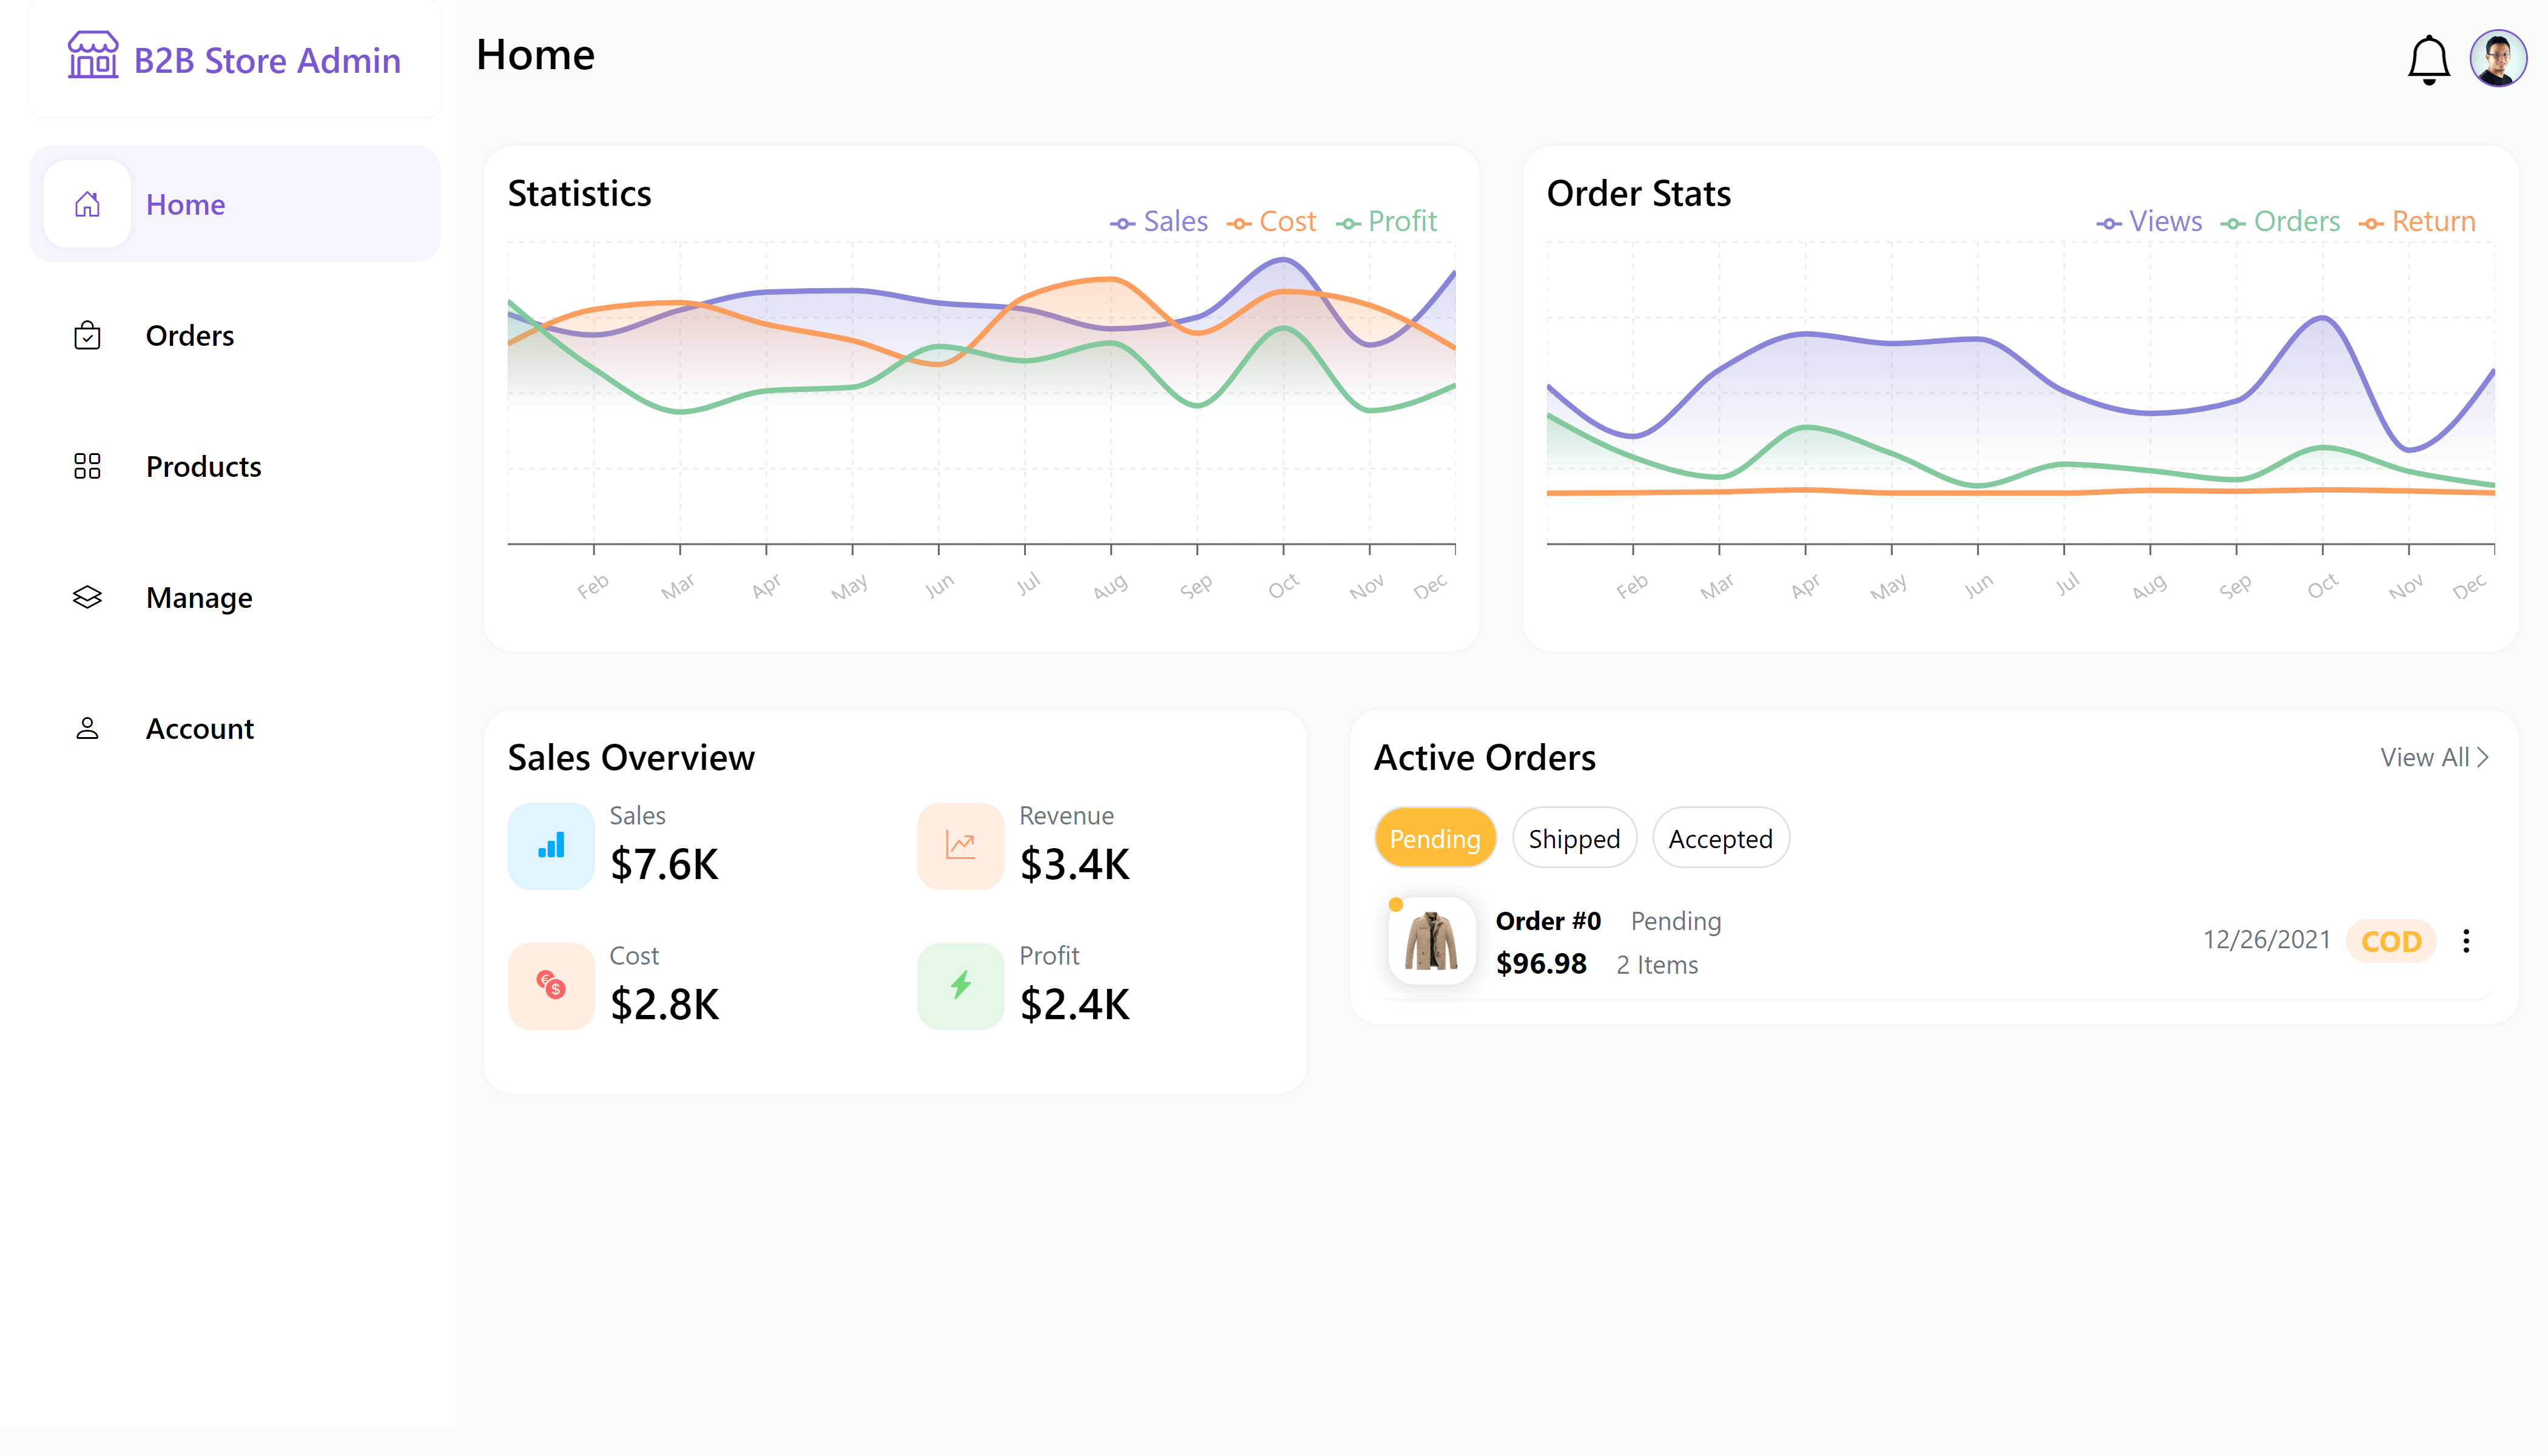 B2B Store Admin
Home
Orders
Products
Manage
Account
Home
Statistics
Sales Cost Profit
Feb Mar Apr May Jun Jul Aug Sep Oct Nov Dec
Order Stats
Views Orders Return
Feb Mar Apr May Jun Jul Aug Sep Oct Nov Dec
Sales Overview
Sales
$7.6K
Revenue
$3.4K
Cost
$2.8K
Profit
$2.4K
Active Orders
View All
Pending Shipped Accepted
Order #0 Pending
$96.98 2 Items
12/26/2021 COD